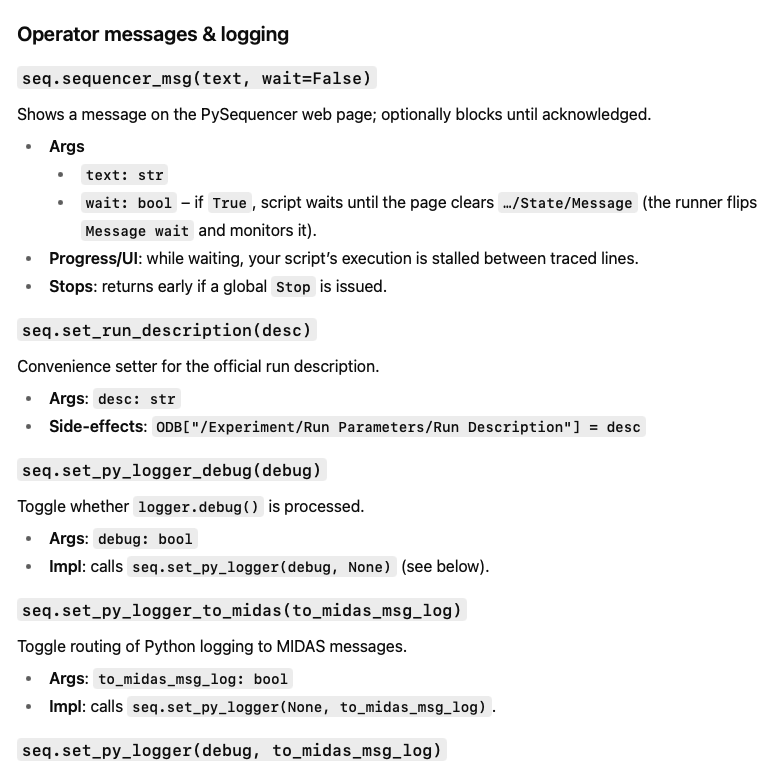 Operator messages & logging
seq.sequencer_msg(text, wait=False)
Shows a message on the PySequencer web page; optionally blocks until acknowledged.
• Args
• text: str
• wait: bool – if True, script waits until the page clears …/State/Message (the runner flips
Message wait and monitors it).
• Progress/UI: while waiting, your script’s execution is stalled between traced lines.
• Stops: returns early if a global Stop is issued.
seq.set_run_description(desc)
Convenience setter for the official run description.
• Args: desc: str
• Side-effects: ODB["/Experiment/Run Parameters/Run Description"] = desc
seq.set_py_logger_debug(debug)
Toggle whether logger.debug() is processed.
• Args: debug: bool
• Impl: calls seq.set_py_logger(debug, None) (see below).
seq.set_py_logger_to_midas(to_midas_msg_log)
Toggle routing of Python logging to MIDAS messages.
• Args: to_midas_msg_log: bool
• Impl: calls seq.set_py_logger(None, to_midas_msg_log).
seq.set_py_logger(debug, to_midas_msg_log)